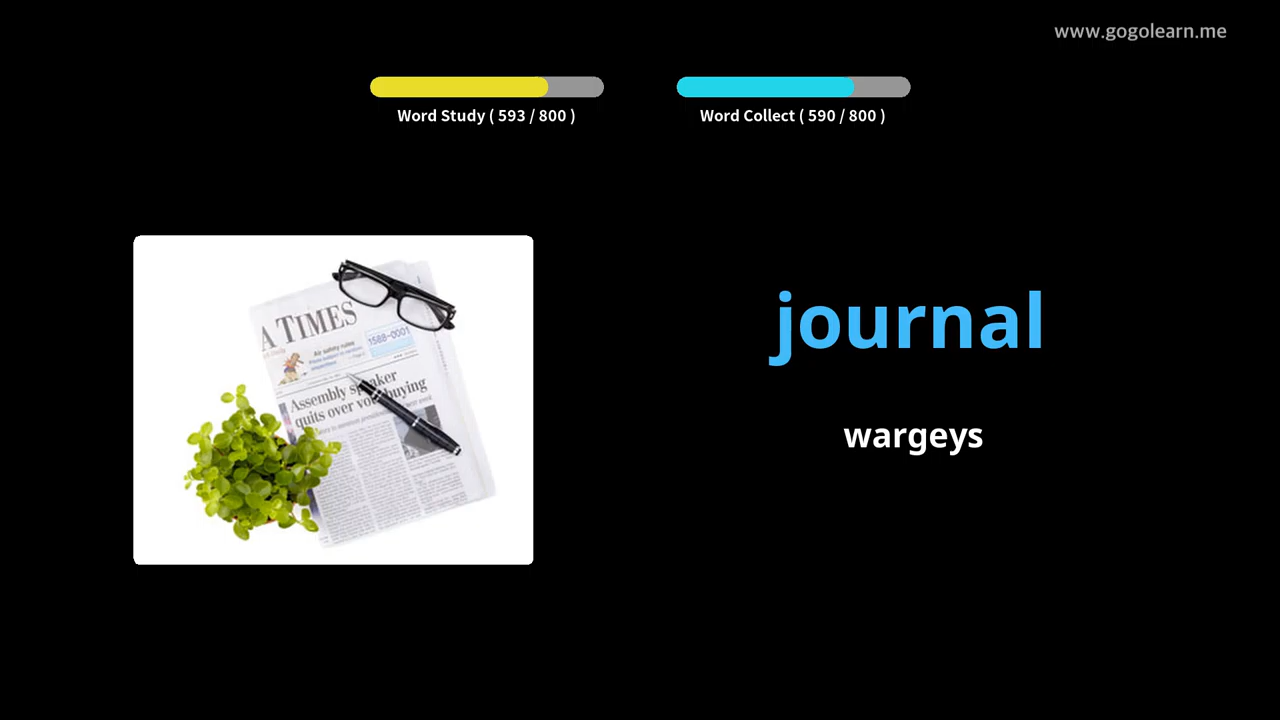 www.gogolearn.me
Word Study ( 593 / 800 )
Word Collect ( 590 / 800 )
A TIMES
Air safety rules
1588-0001
Assembly speaker
quits over vote buying
journal
wargeys